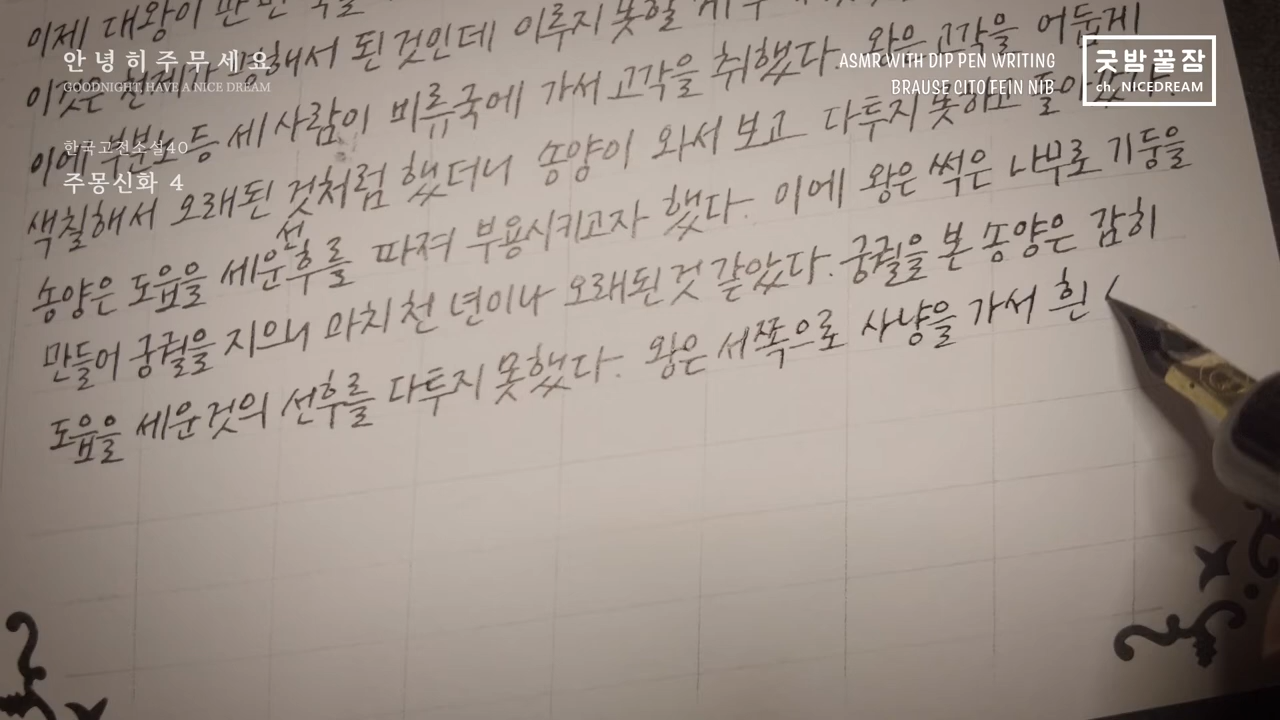 안녕히주무세요
GOODNIGHT, HAVE A NICE DREAM
한국고전소설40
주몽신화 4
ASMR WITH DIP PEN WRITING
BRAUSE CITO FEIN NIB
굿밤꿀잠
ch. NICEDREAM
이제 대왕이
해서 된 것인데 이루지 못할
이에 부분노 등 세 사람이 비류국에 가서 고각을 취했다. 왕은 고각을 어둡게
색칠해서 오래된 것처럼 했더니 송양이 와서 보고 다투지 못하고 돌아갔다.
송양은 도읍을 세운 선후를 따져 부용시키고자 했다. 이에 왕은 썩은 나무로 기둥을
만들어 궁궐을 지으니 마치 천 년이나 오래된 것 같았다. 궁궐을 본 송양은 감히
도읍을 세운 것의 선후를 다투지 못했다. 왕은 서쪽으로 사냥을 가서 흰